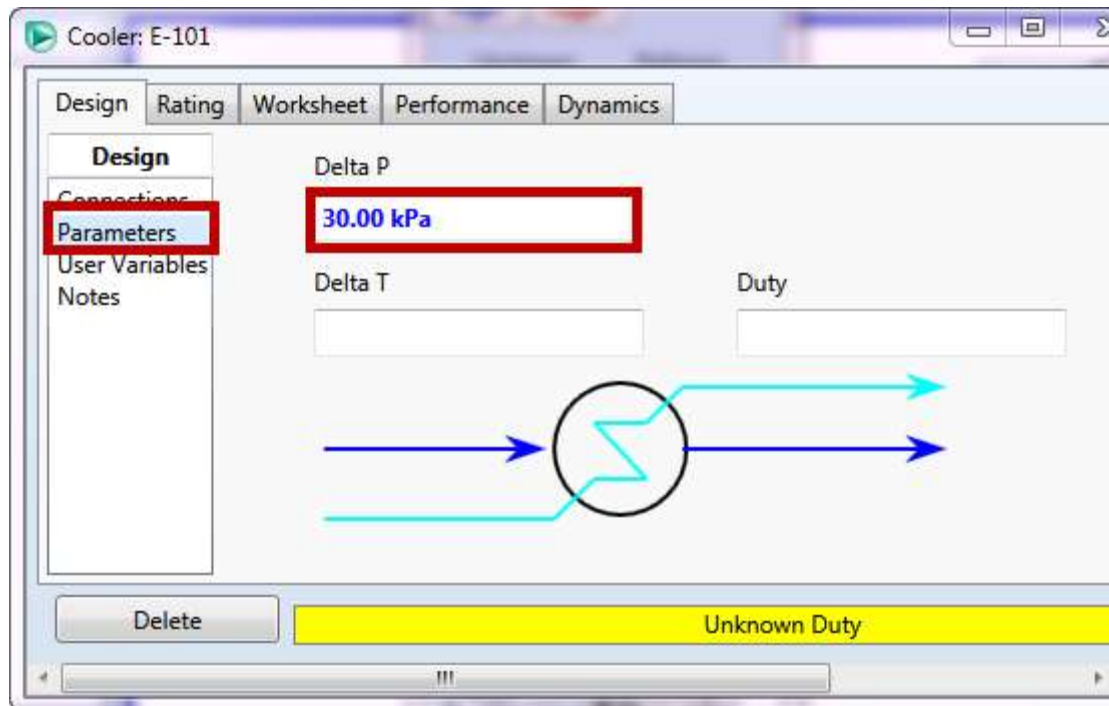 Cooler: E-101
Design Rating Worksheet Performance Dynamics
Design
Connections
Parameters
User Variables
Notes
Delta P
30.00 kPa
Delta T
Duty
Delete
Unknown Duty